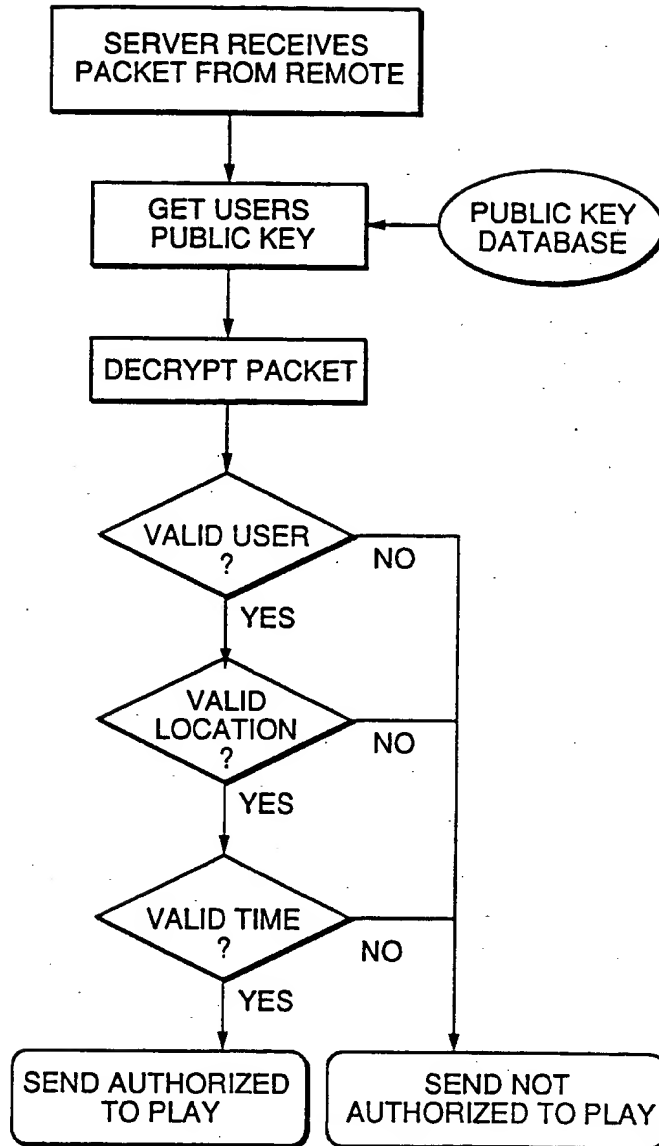 SERVER RECEIVES
PACKET FROM REMOTE
GET USERS
PUBLIC KEY
PUBLIC KEY
DATABASE
DECRYPT PACKET
VALID USER
?
NO
YES
VALID
LOCATION
?
NO
YES
VALID TIME
?
NO
YES
SEND AUTHORIZED
TO PLAY
SEND NOT
AUTHORIZED TO PLAY